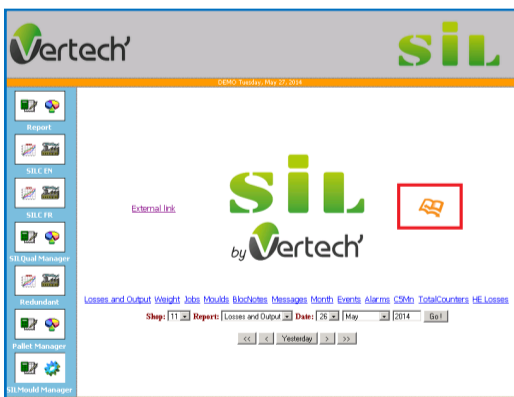 Vertech'
SIL
DEMO Tuesday, May 27, 2014
Report
SILC EN
SILC FR
SILQual Manager
Redundant
Pallet Manager
SILMould Manager
External link
SIL
by Vertech'
Losses and Output Weight Jobs Moulds BlocNotes Messages Month Events Alarms CSMn TotalCounters HE Losses
Shop: 11 Report: Losses and Output Date: 26 May 2014 Go!
<< < Yesterday > >>